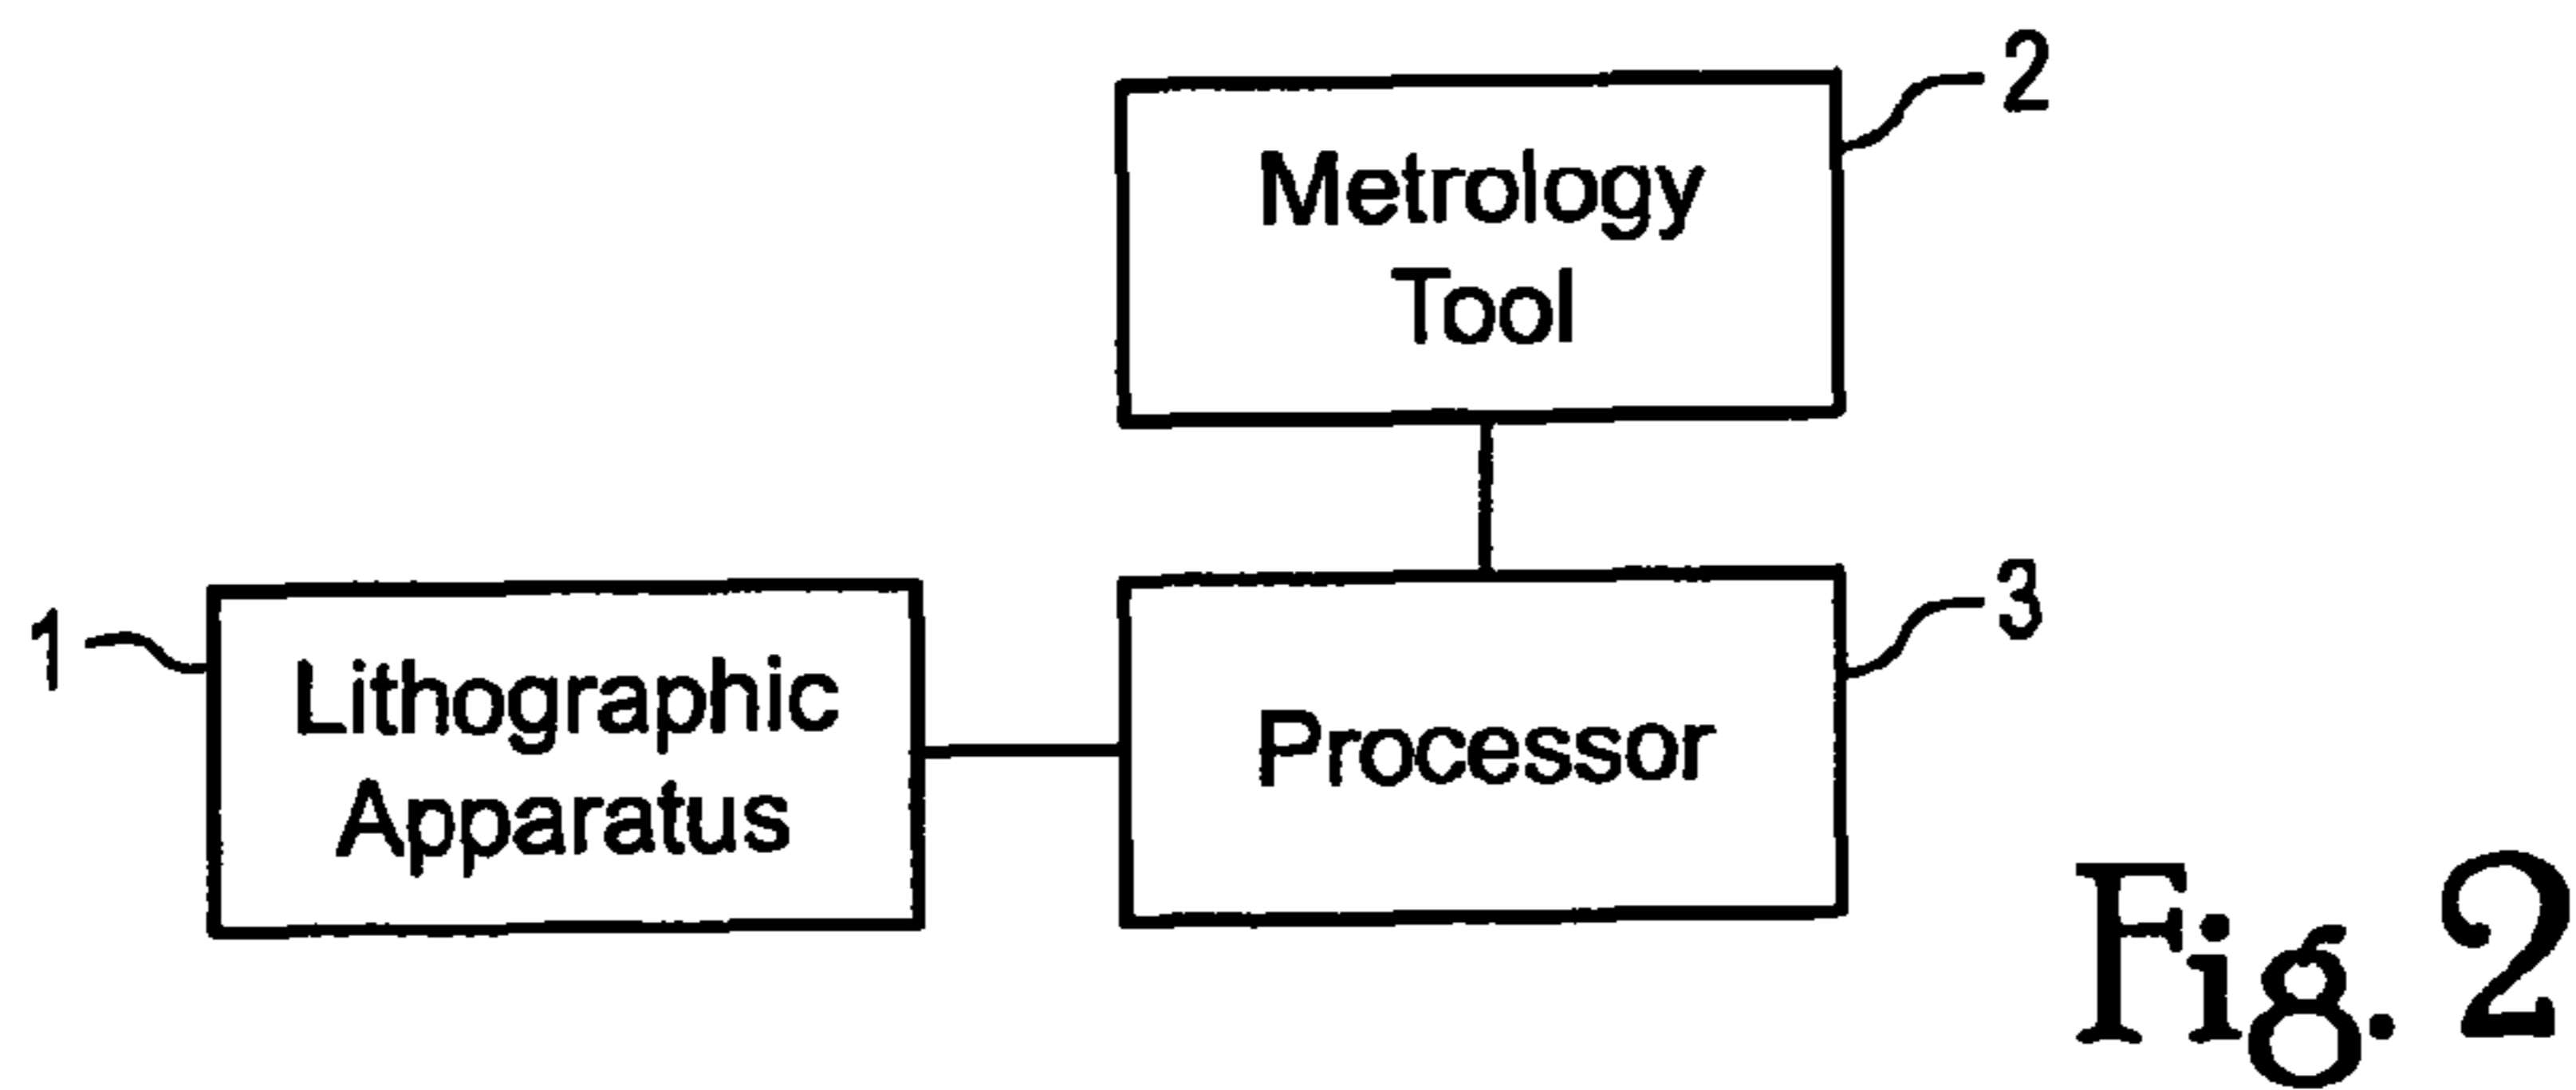 2
Metrology
Tool
1
Lithographic
Apparatus
3
Processor
Fig. 2